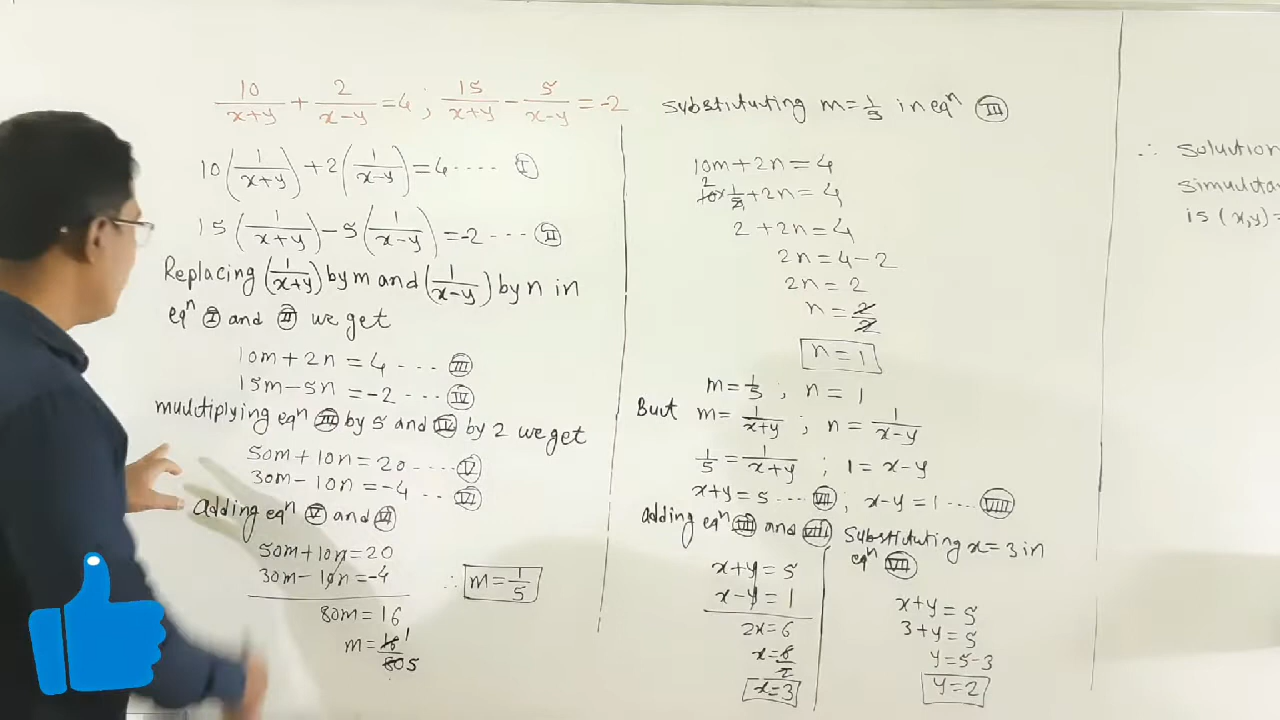 10/(x+y) + 2/(x-y) = 4 ; 15/(x+y) - 5/(x-y) = -2
10(1/(x+y)) + 2(1/(x-y)) = 4 .... I
15(1/(x+y)) - 5(1/(x-y)) = -2 ... II
Replacing (1/(x+y)) by m and (1/(x-y)) by n in
eqⁿ I and II we get
10m + 2n = 4 ... III
15m - 5n = -2 ... IV
multiplying eqⁿ III by 5 and IV by 2 we get
50m + 10n = 20 .... V
30m - 10n = -4 .. VI
Adding eqⁿ V and VI
50m + 10n = 20
30m - 10n = -4
80m = 16
m = 16/80 1 5
∴ m = 1/5
substituting m = 1/5 in eqⁿ III
10m + 2n = 4
2
10 × 1/5 + 2n = 4
2 + 2n = 4
2n = 4 - 2
2n = 2
n = 2/2
n = 1
m = 1/5 ; n = 1
But m = 1/(x+y) ; n = 1/(x-y)
1/5 = 1/(x+y) ; 1 = x-y
x+y = 5 ... VII ; x-y = 1 .... VIII
adding eqⁿ VII and VIII
x+y = 5
x-y = 1
2x = 6
x = 6/2
x = 3
Substituting x = 3 in
eqⁿ VII
x+y = 5
3+y = 5
y = 5-3
y = 2
∴ solution
is (x,y) =